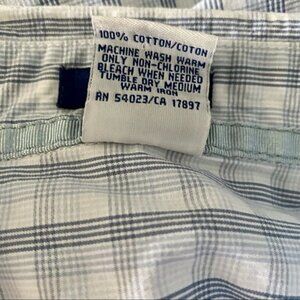 100% COTTON/COTON
MACHINE WASH WARM
ONLY NON-CHLORINE
BLEACH WHEN NEEDED
TUMBLE DRY MEDIUM
WARM IRON
RN 54023/CA 17897